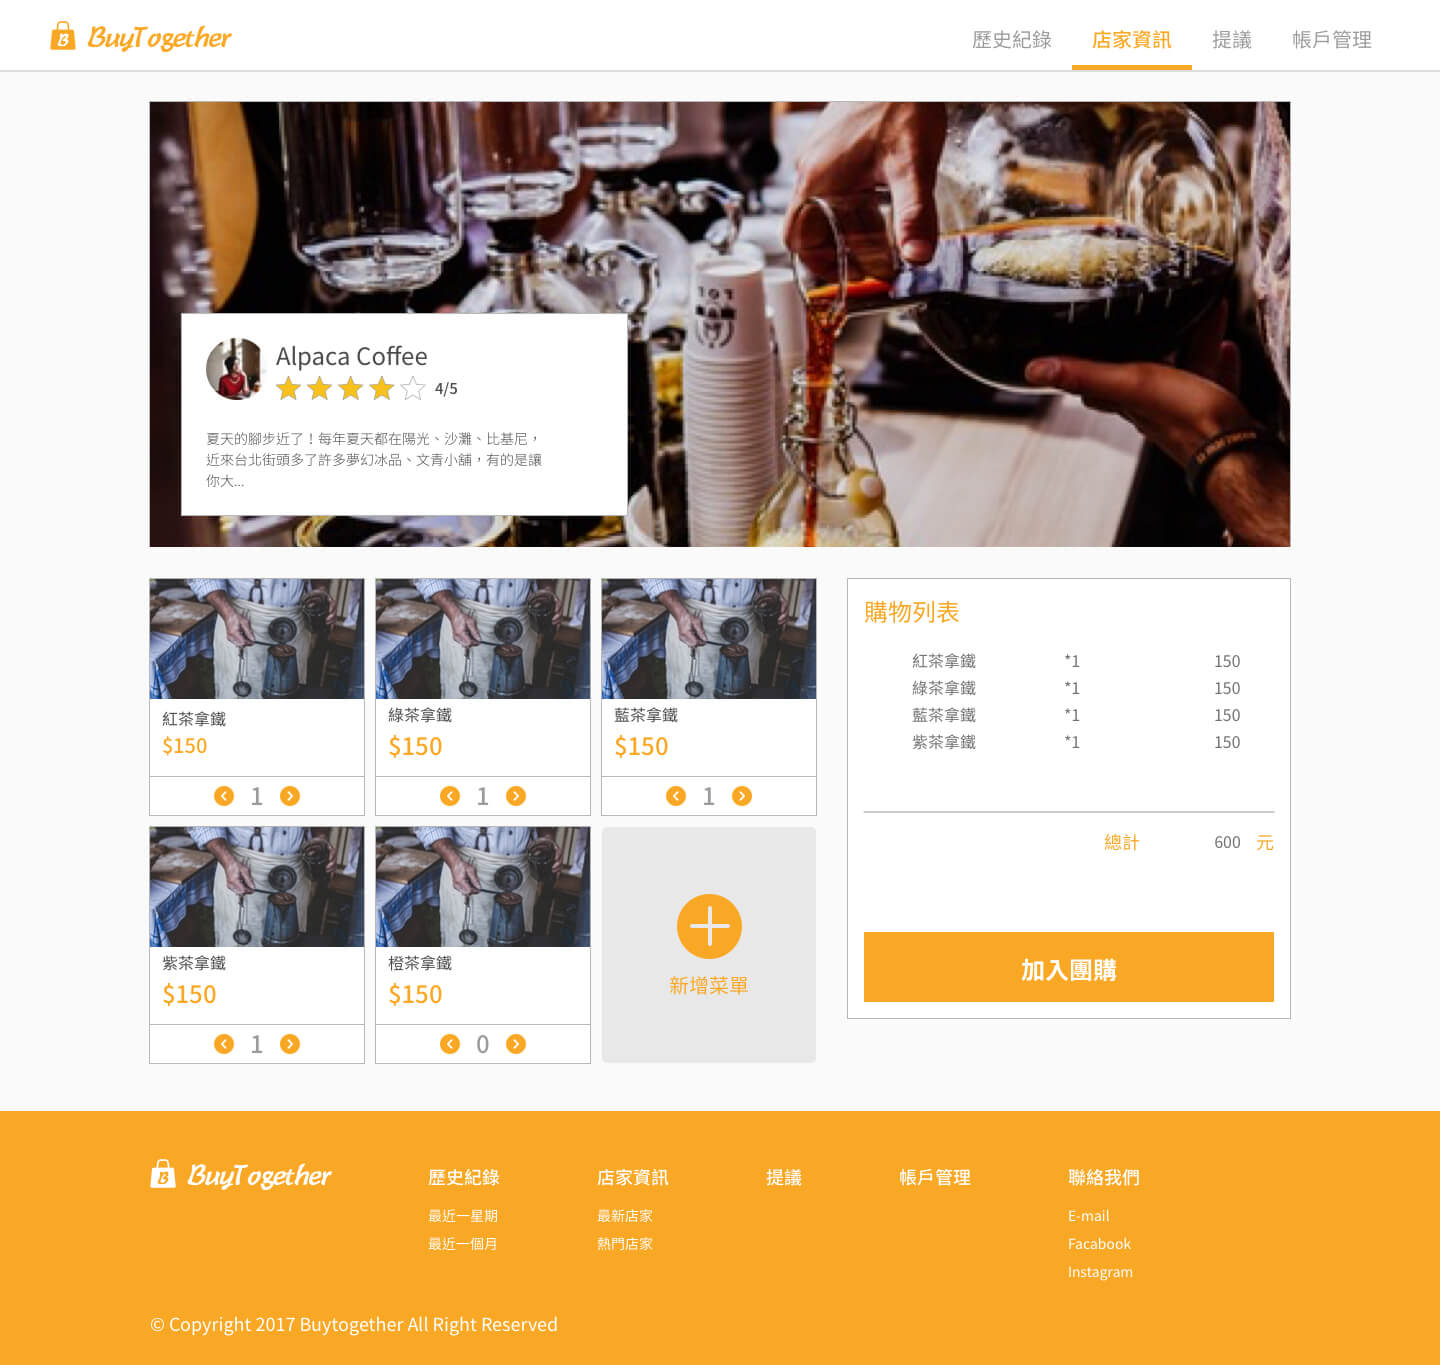 BuyTogether
歷史紀錄 店家資訊 提議 帳戶管理
Alpaca Coffee
4/5
夏天的腳步近了！每年夏天都在陽光、沙灘、比基尼，
近來台北街頭多了許多夢幻冰品、文青小舖，有的是讓
你大...
紅茶拿鐵
$150
1
綠茶拿鐵
$150
1
藍茶拿鐵
$150
1
紫茶拿鐵
$150
1
橙茶拿鐵
$150
0
新增菜單
購物列表
紅茶拿鐵 *1 150
綠茶拿鐵 *1 150
藍茶拿鐵 *1 150
紫茶拿鐵 *1 150
總計 600 元
加入團購
BuyTogether
歷史紀錄
最近一星期
最近一個月
店家資訊
最新店家
熱門店家
提議
帳戶管理
聯絡我們
E-mail
Facabook
Instagram
© Copyright 2017 Buytogether All Right Reserved